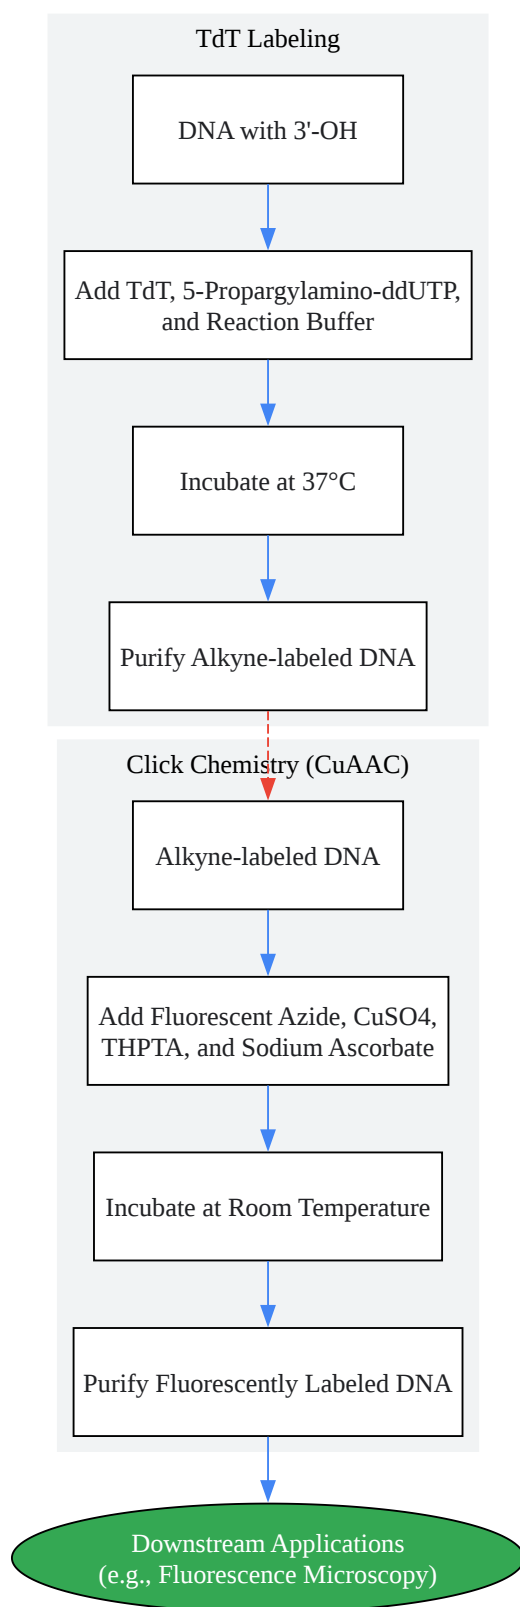 TdT Labeling
DNA with 3'-OH
Add TdT, 5-Propargylamino-ddUTP,
and Reaction Buffer
Incubate at 37°C
Purify Alkyne-labeled DNA
Click Chemistry (CuAAC)
Alkyne-labeled DNA
Add Fluorescent Azide, CuSO4,
THPTA, and Sodium Ascorbate
Incubate at Room Temperature
Purify Fluorescently Labeled DNA
Downstream Applications
(e.g., Fluorescence Microscopy)